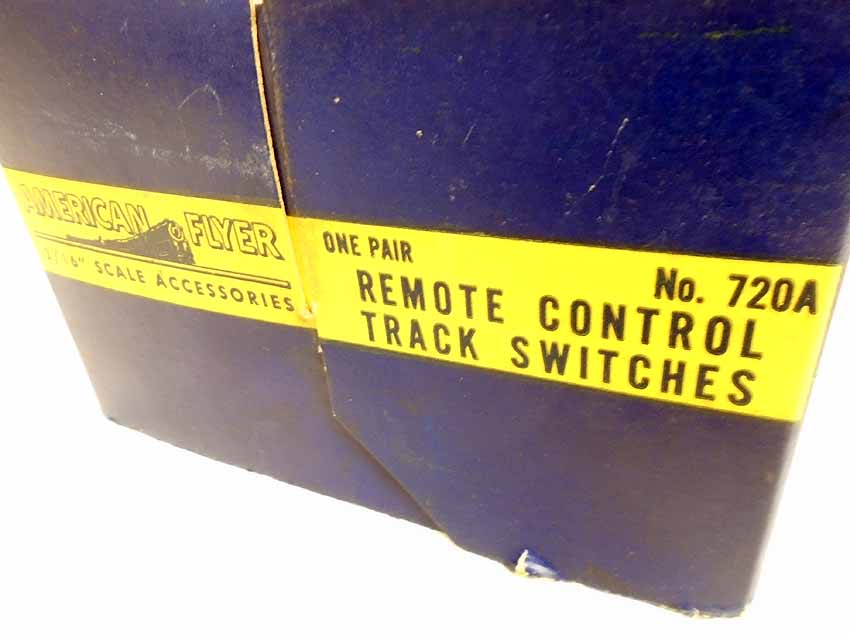 AMERICAN FLYER
3/16" SCALE ACCESSORIES
ONE PAIR
No. 720A
REMOTE CONTROL
TRACK SWITCHES